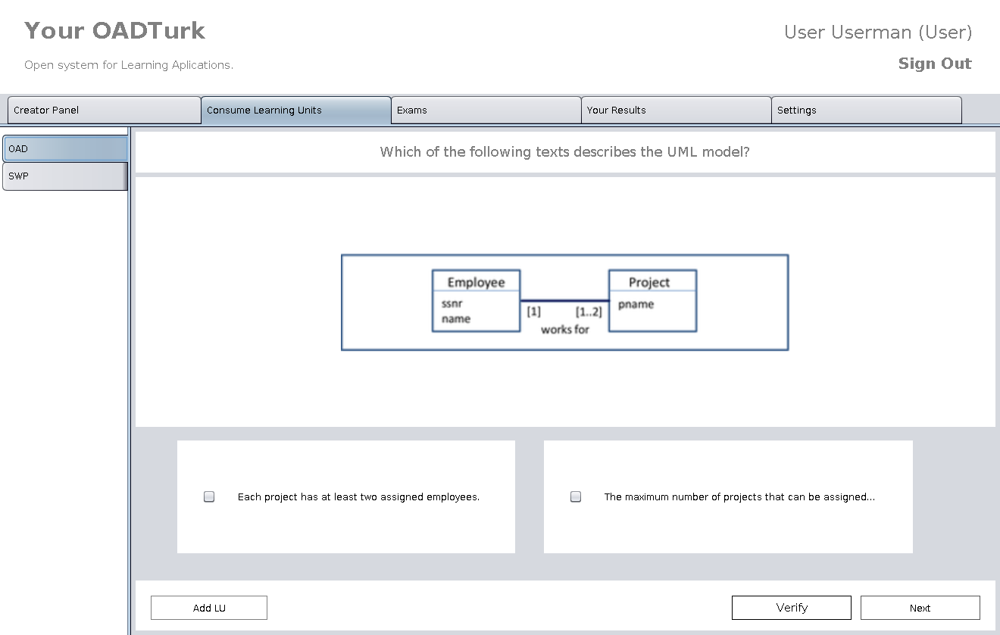 Your OADTurk
User Userman (User)
Open system for Learning Aplications.
Sign Out
Creator Panel
Consume Learning Units
Exams
Your Results
Settings
OAD
SWP
Which of the following texts describes the UML model?
Employee
ssnr
name
[1]
[1..2]
works for
Project
pname
Each project has at least two assigned employees.
The maximum number of projects that can be assigned...
Add LU
Verify
Next